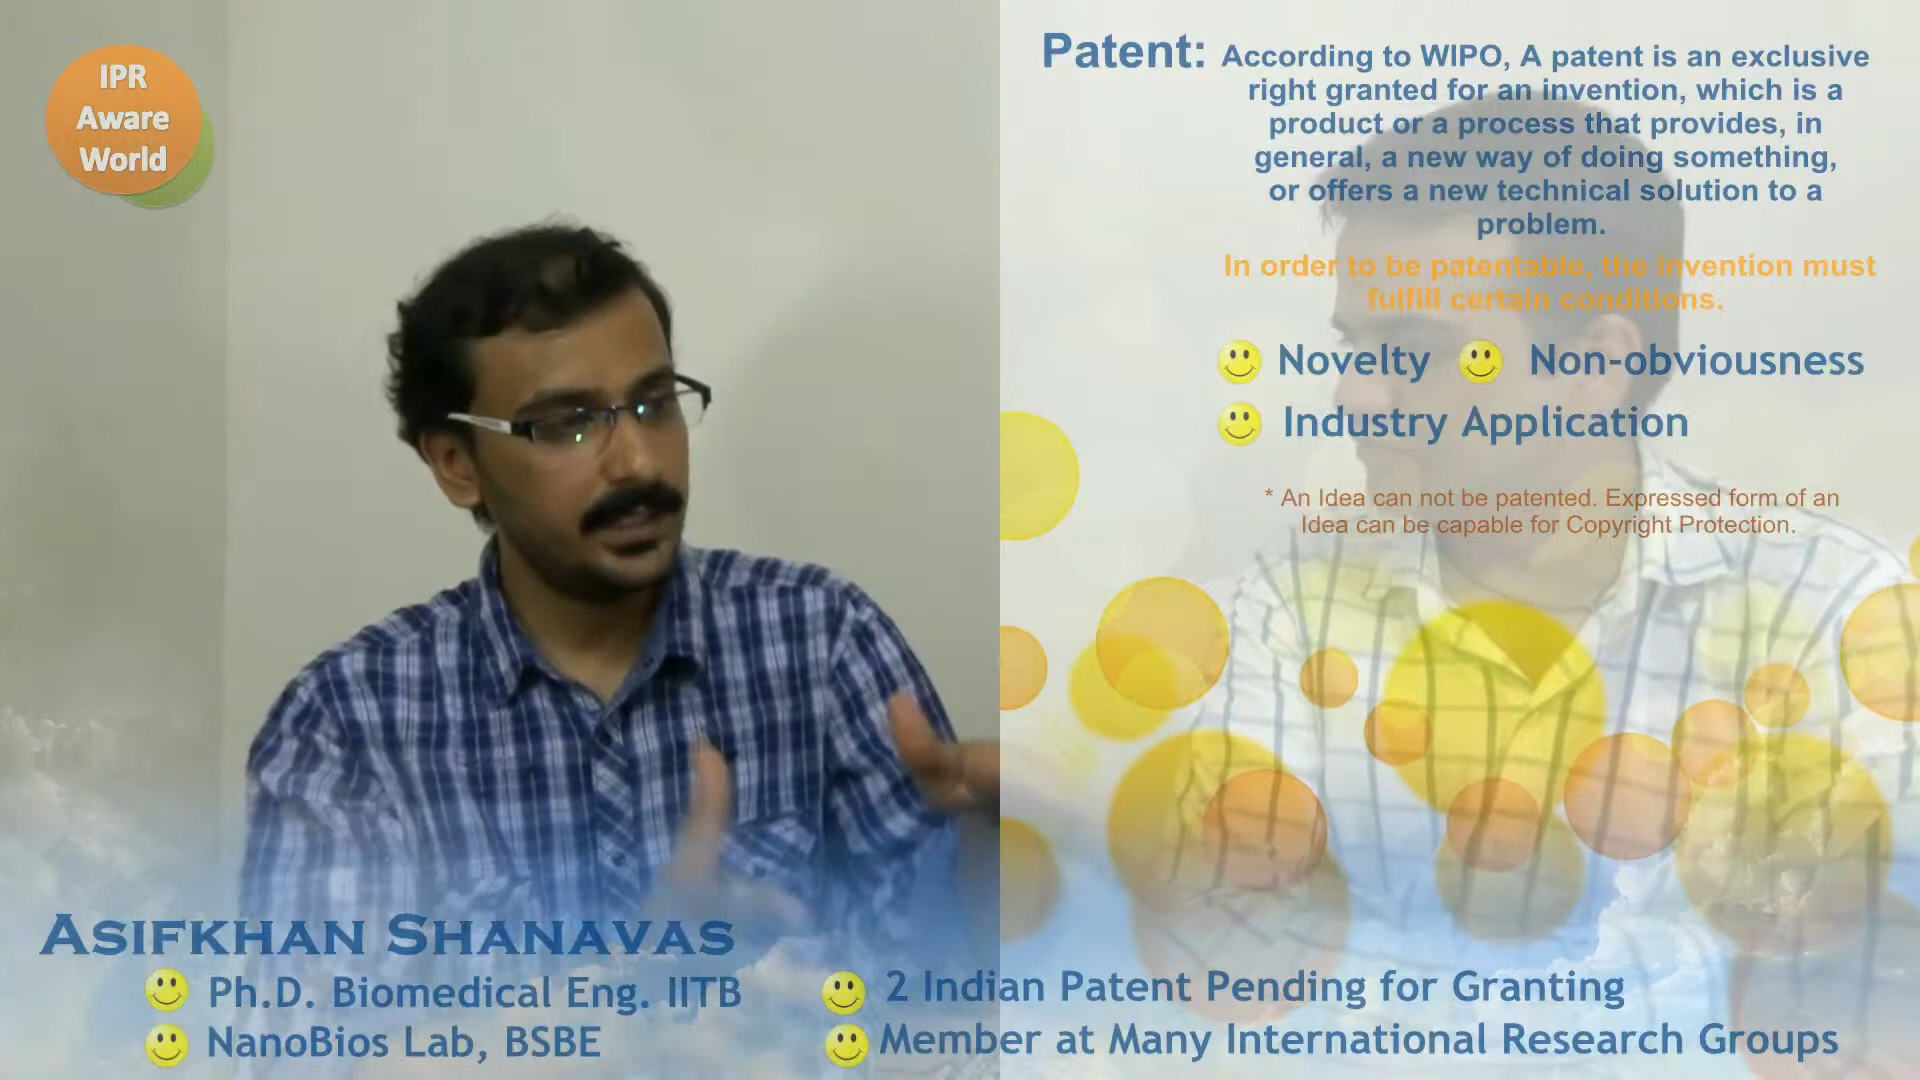 IPR
Aware
World
Patent: According to WIPO, A patent is an exclusive
right granted for an invention, which is a
product or a process that provides, in
general, a new way of doing something,
or offers a new technical solution to a
problem.
In order to be patentable, the invention must
fulfill certain conditions.
Novelty Non-obviousness
Industry Application
* An Idea can not be patented. Expressed form of an
Idea can be capable for Copyright Protection.
Asifkhan Shanavas
Ph.D. Biomedical Eng. IITB
NanoBios Lab, BSBE
2 Indian Patent Pending for Granting
Member at Many International Research Groups